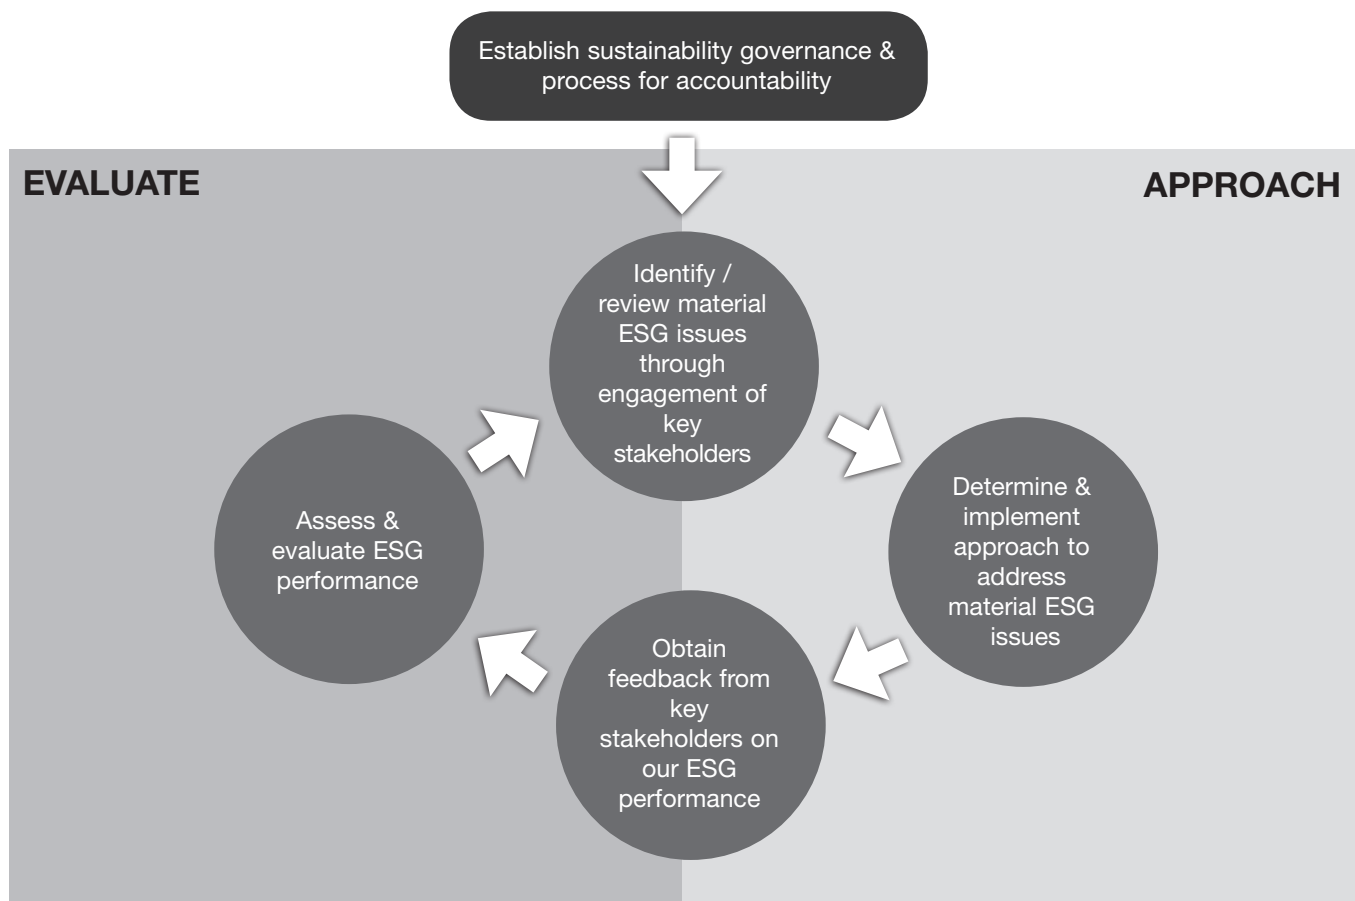 Establish sustainability governance &
process for accountability
EVALUATE
APPROACH
Identify /
review material
ESG issues
through
engagement of
key
stakeholders
Determine &
implement
approach to
address
material ESG
issues
Obtain
feedback from
key
stakeholders on
our ESG
performance
Assess &
evaluate ESG
performance